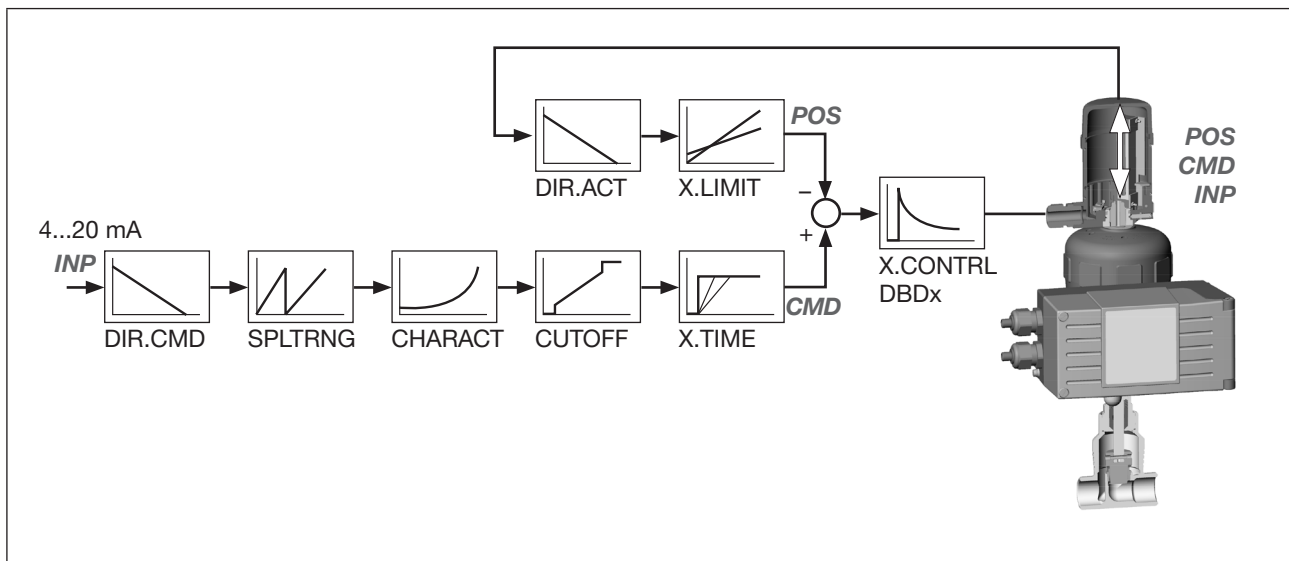 POS
DIR.ACT
X.LIMIT
–
+
POS
CMD
INP
4...20 mA
INP
CMD
X.CONTRL
DBDx
DIR.CMD
SPLTRNG
CHARACT
CUTOFF
X.TIME